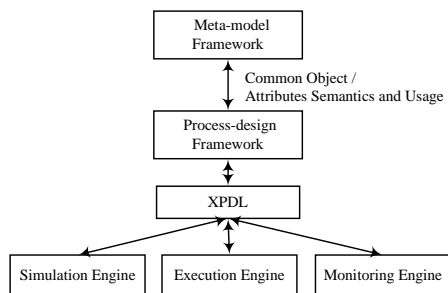 Meta-model
Framework
Common Object /
Attributes Semantics and Usage
Process-design
Framework
XPDL
Simulation Engine
Execution Engine
Monitoring Engine